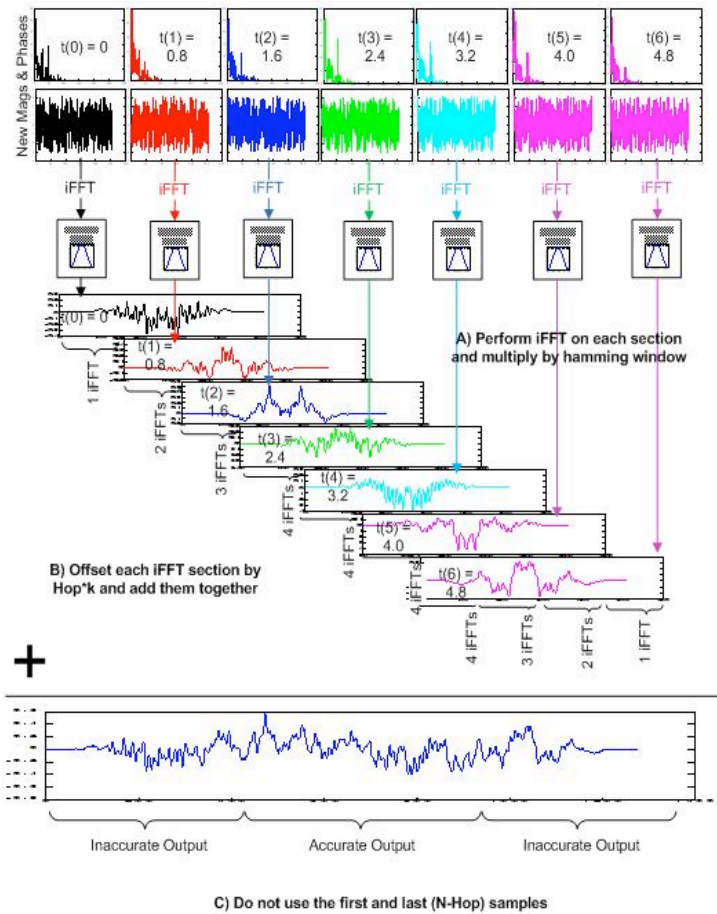 New Mags & Phases
t(0) = 0
t(1) =
0.8
t(2) =
1.6
t(3) =
2.4
t(4) =
3.2
t(5) =
4.0
t(6) =
4.8
iFFT
iFFT
iFFT
iFFT
iFFT
iFFT
iFFT
t(0) = 0
A) Perform iFFT on each section
and multiply by hamming window
t(1) =
0.8
1 iFFT
t(2) =
1.6
2 iFFTs
t(3) =
2.4
3 iFFTs
t(4) =
3.2
4 iFFTs
t(5) =
4.0
4 iFFTs
B) Offset each iFFT section by
Hop*k and add them together
t(6) =
4.8
4 iFFTs
4 iFFTs
3 iFFTs
2 iFFTs
1 iFFT
+
Inaccurate Output
Accurate Output
Inaccurate Output
C) Do not use the first and last (N-Hop) samples